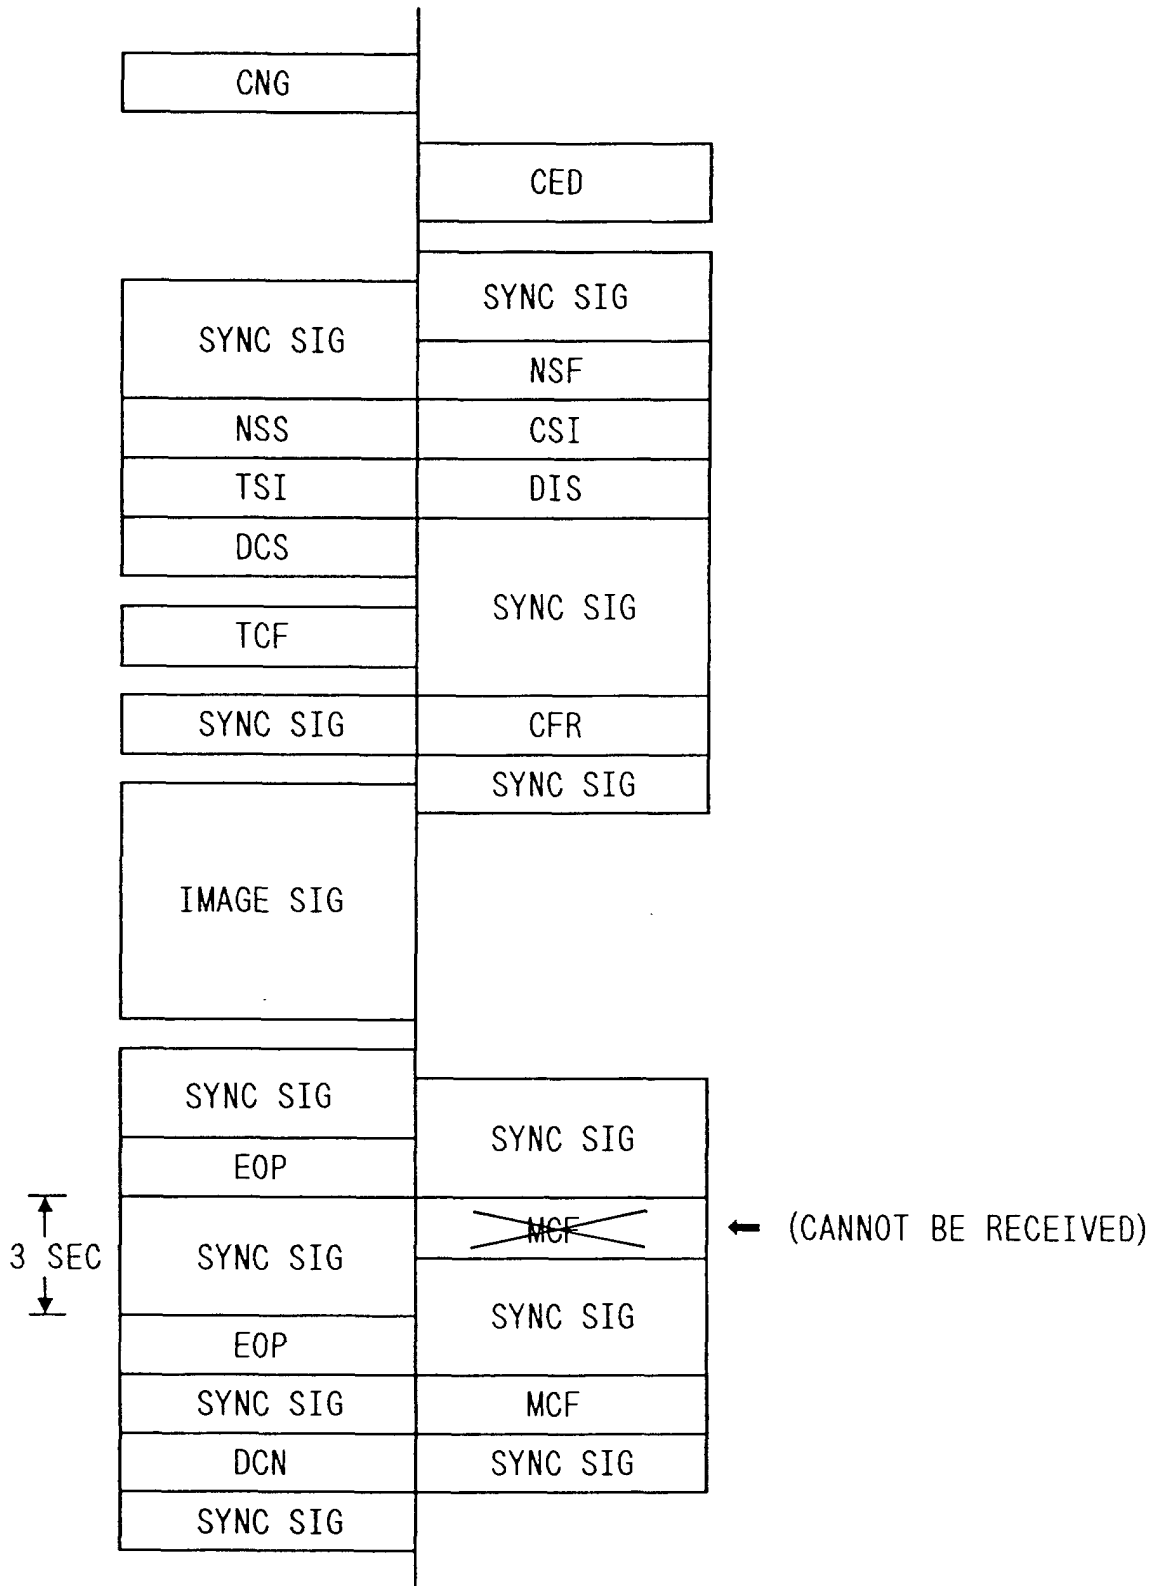 CNG
CED
SYNC SIG
SYNC SIG
NSF
NSS
CSI
TSI
DIS
DCS
SYNC SIG
TCF
SYNC SIG
CFR
SYNC SIG
IMAGE SIG
SYNC SIG
SYNC SIG
EOP
MCF
(CANNOT BE RECEIVED)
3 SEC
SYNC SIG
SYNC SIG
EOP
SYNC SIG
MCF
DCN
SYNC SIG
SYNC SIG